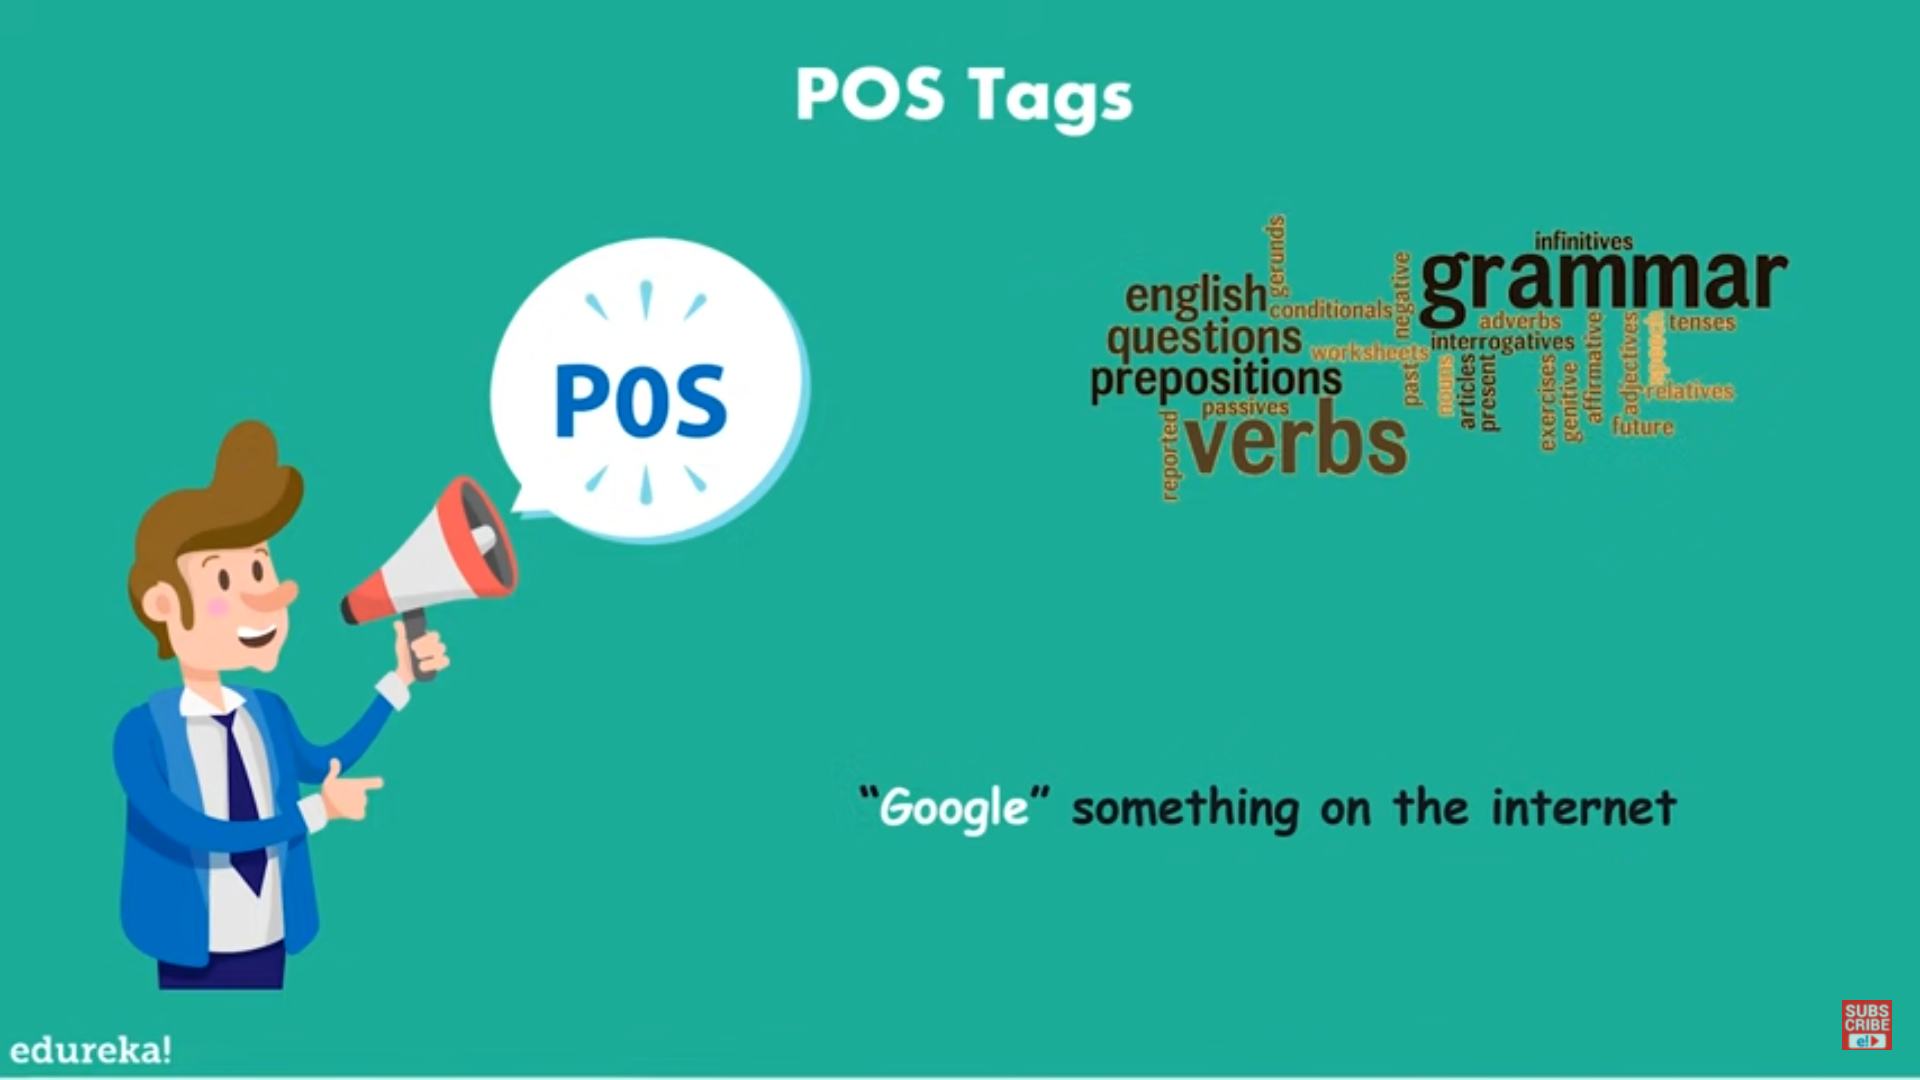 POS Tags
P0S
gerunds
infinitives
grammar
english
conditionals
negative
adverbs
affirmative
adjectives
speech
tenses
questions
worksheets
interrogatives
prepositions
past
nouns
articles
present
exercises
genitive
relatives
passives
future
reported
verbs
“Google” something on the internet
edureka!
SUBS
CRIBE
e!